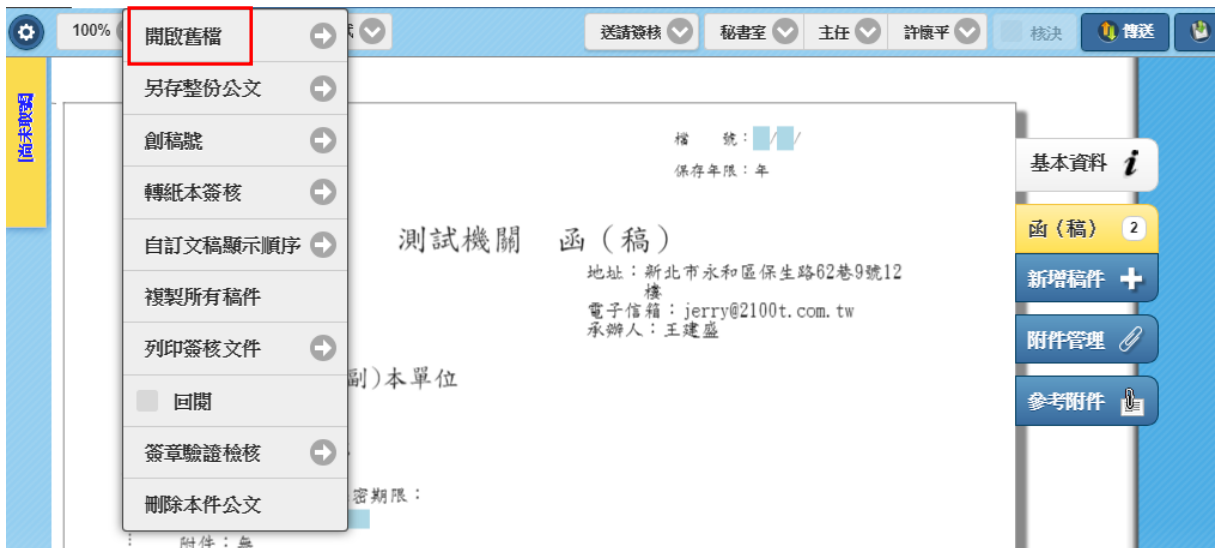 100%
送請簽核
秘書室
主任
許懷平
核決
傳送
開啟舊檔
另存整份公文
創稿號
轉紙本簽核
自訂文稿顯示順序
複製所有稿件
列印簽核文件
回閱
簽章驗證檢核
刪除本件公文
[尚未取號]
檔 號：/ /
保存年限：年
測試機關 函（稿）
地址：新北市永和區保生路62巷9號12
樓
電子信箱：jerry@2100t.com.tw
承辦人：王建盛
副)本單位
密期限：
附件：無
基本資料
函（稿） 2
新增稿件
附件管理
參考附件